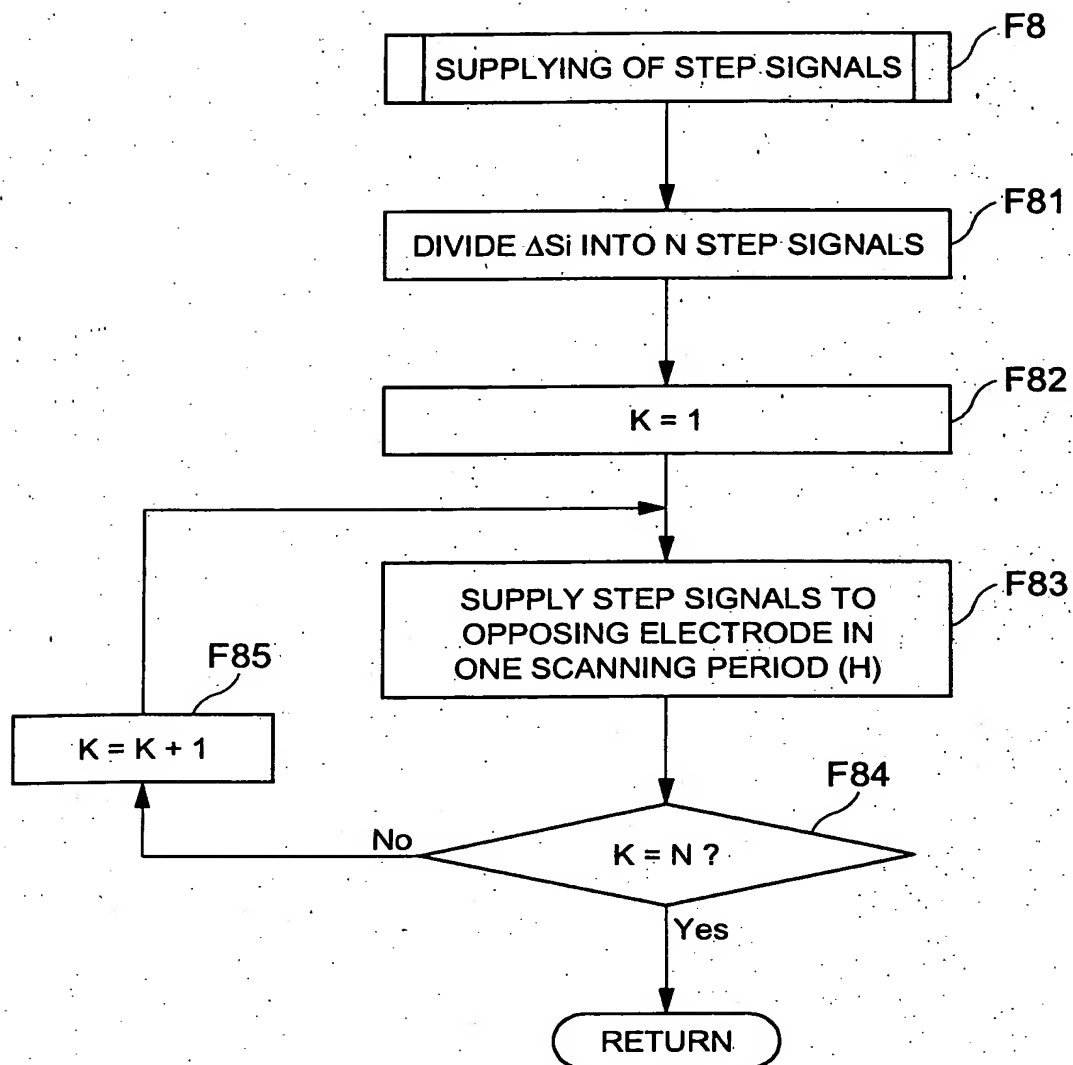 F8
SUPPLYING OF STEP SIGNALS
F81
DIVIDE ΔSi INTO N STEP SIGNALS
F82
K = 1
F83
SUPPLY STEP SIGNALS TO
OPPOSING ELECTRODE IN
ONE SCANNING PERIOD (H)
F85
K = K + 1
F84
K = N ?
No
Yes
RETURN